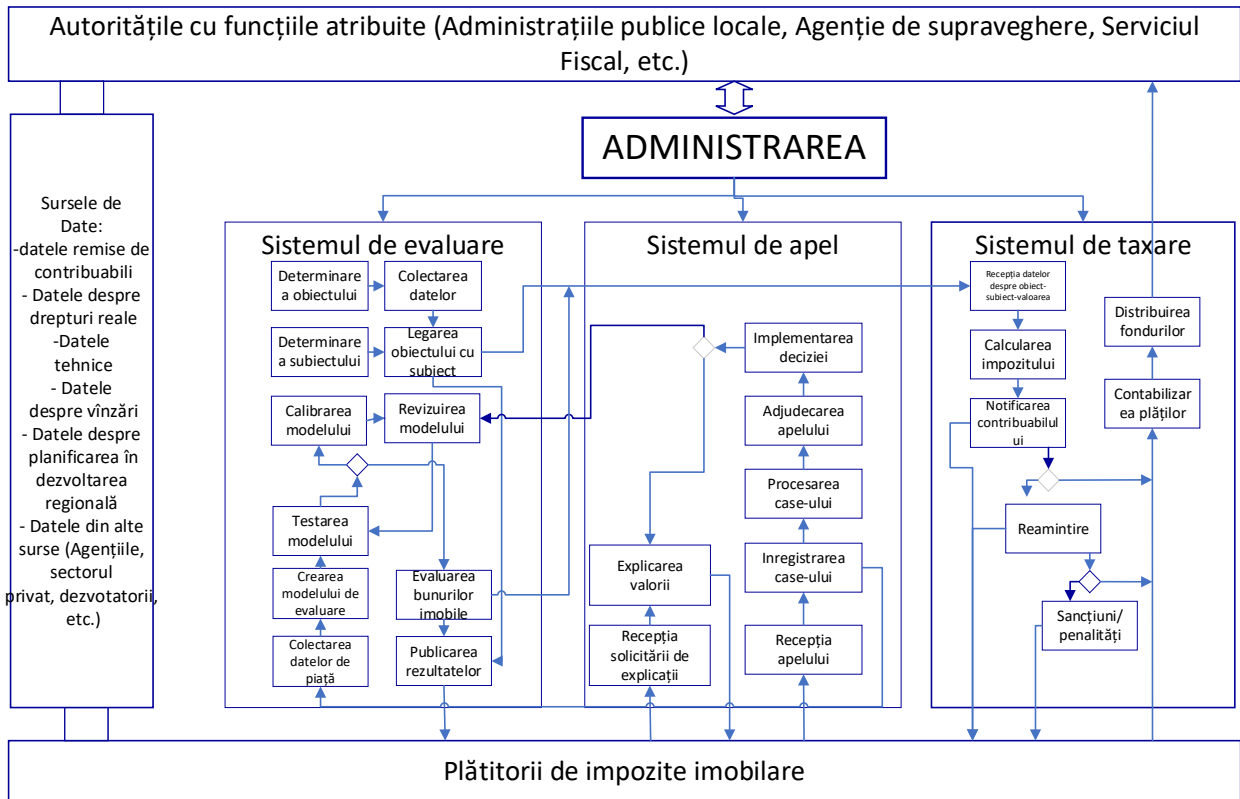 Autoritățile cu funcțiile atribuite (Administrațiile publice locale, Agenție de supraveghere, Serviciul
Fiscal, etc.)
ADMINISTRAREA
Sursele de
Date:
-datele remise de
contribuabili
- Datele despre
drepturi reale
-Datele
tehnice
- Datele
despre vînzări
- Datele despre
planificarea în
dezvoltarea
regională
- Datele din alte
surse (Agențiile,
sectorul
privat, dezvotatorii,
etc.)
Sistemul de evaluare
Determinare
a obiectului
Colectarea
datelor
Determinare
a subiectului
Legarea
obiectului cu
subiect
Calibrarea
modelului
Revizuirea
modelului
Testarea
modelului
Crearea
modelului de
evaluare
Evaluarea
bunurilor
imobile
Colectarea
datelor de
piață
Publicarea
rezultatelor
Sistemul de apel
Implementarea
deciziei
Adjudecarea
apelului
Procesarea
case-ului
Explicarea
valorii
Inregistrarea
case-ului
Recepția
solicitării de
explicații
Recepția
apelului
Sistemul de taxare
Recepția datelor
despre obiect-
subiect-valoarea
Distribuirea
fondurilor
Calcularea
impozitului
Contabilizar
ea plăților
Notificarea
contribuabilul
ui
Reamintire
Sancțiuni/
penalități
Plătitorii de impozite imobilare